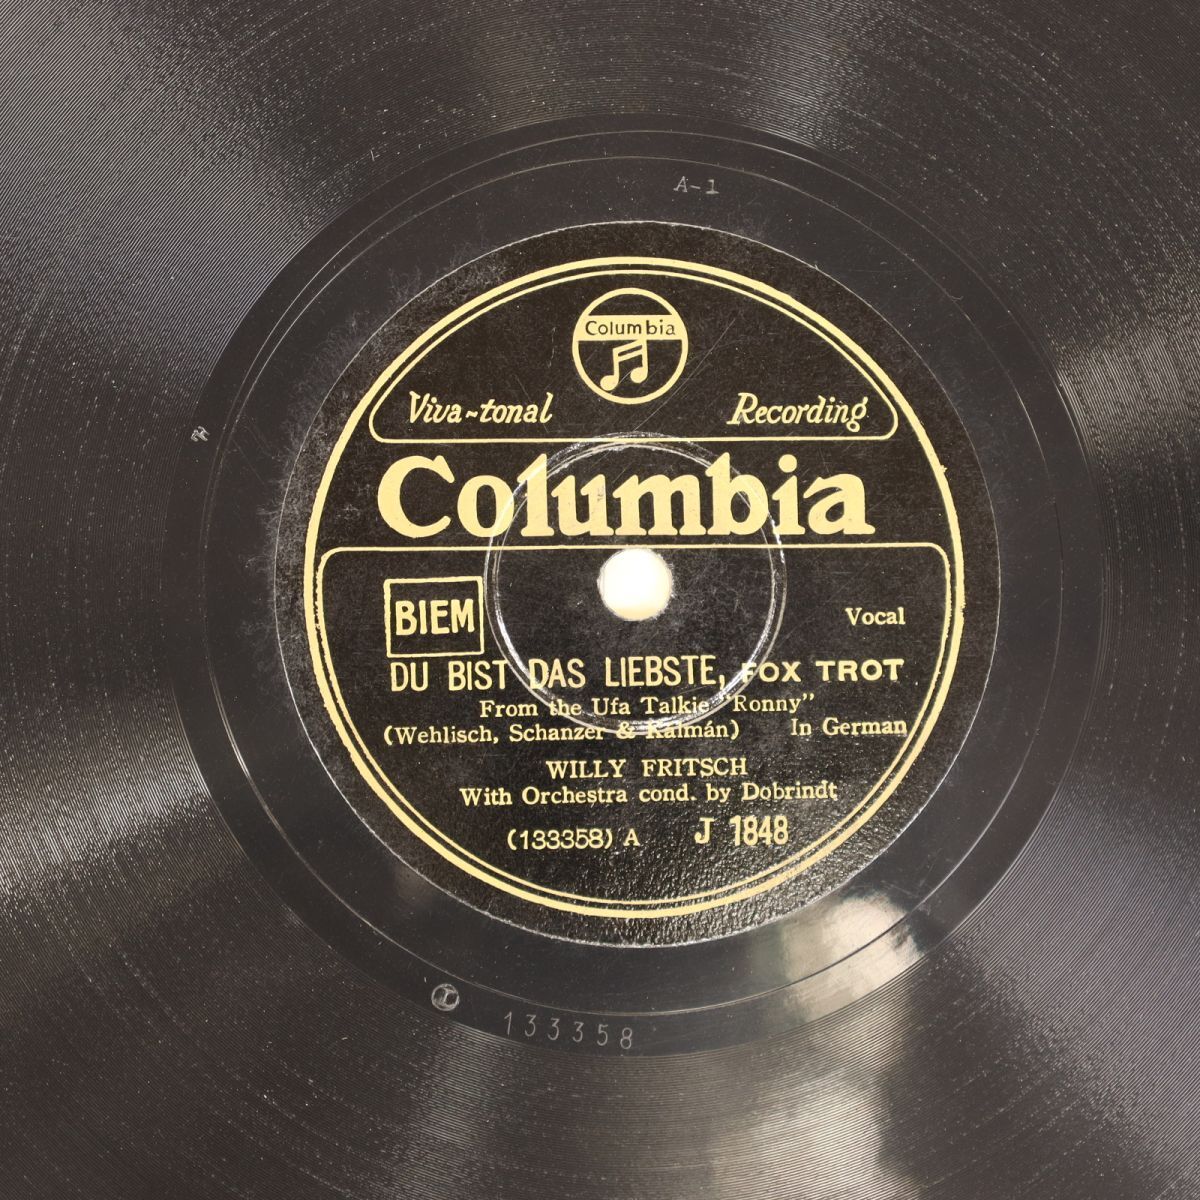 A-1
Columbia
Viva-tonal Recording
Columbia
BIEM
Vocal
DU BIST DAS LIEBSTE, FOX TROT
From the Ufa Talkie "Ronny"
(Wehlisch, Schanzer & Kalmán) In German
WILLY FRITSCH
With Orchestra cond. by Dobrindt
(133358) A J 1848
133358